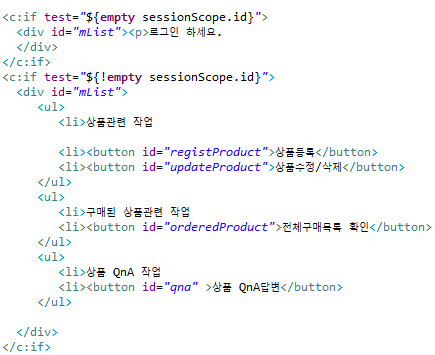 <c:if test="${empty sessionScope.id}">
  <div id="mList"><p>로그인 하세요.
  </div>
</c:if>
<c:if test="${!empty sessionScope.id}">
  <div id="mList">
     <ul>
        <li>상품관련 작업

        <li><button id="registProduct">상품등록</button>
        <li><button id="updateProduct">상품수정/삭제</button>
     </ul>
     <ul>
        <li>구매된 상품관련 작업
        <li><button id="orderedProduct">전체구매목록 확인</button>
     </ul>
     <ul>
        <li>상품 QnA 작업
        <li><button id="qna" >상품 QnA답변</button>
     </ul>

  </div>
</c:if>